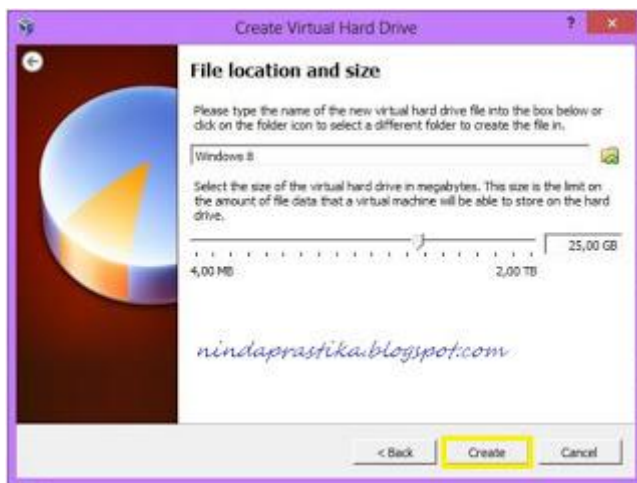 Create Virtual Hard Drive
?
×
File location and size
Please type the name of the new virtual hard drive file into the box below or
click on the folder icon to select a different folder to create the file in.
Windows 8
Select the size of the virtual hard drive in megabytes. This size is the limit on
the amount of file data that a virtual machine will be able to store on the hard
drive.
25,00 GB
4,00 MB 2,00 TB
nindaprastika.blogspot.com
< Back Create Cancel